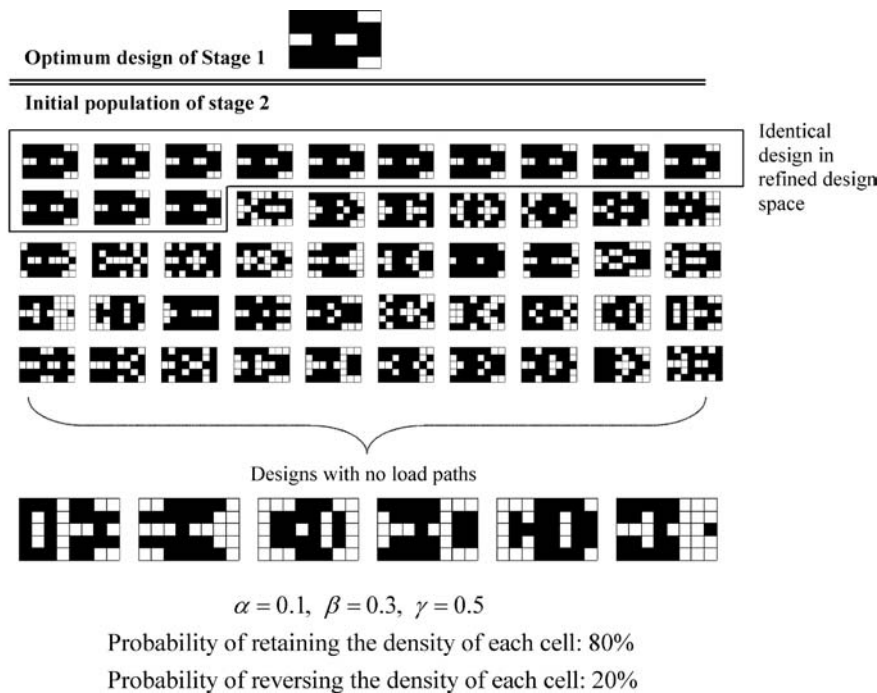 Optimum design of Stage 1
Initial population of stage 2
Identical
design in
refined design
space
Designs with no load paths
α = 0.1, β = 0.3, γ = 0.5
Probability of retaining the density of each cell: 80%
Probability of reversing the density of each cell: 20%